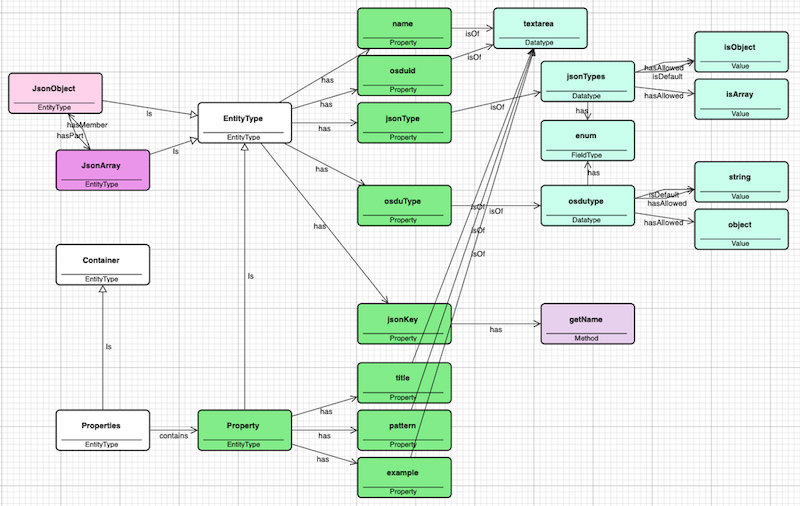 name
Property
isOf
textarea
Datatype
osduId
Property
isOf
isObject
Value
JsonObject
EntityType
jsonTypes
Datatype
hasAllowed
isDefault
hasAllowed
isArray
Value
has
has
has
Is
EntityType
EntityType
jsonType
Property
isOf
has
hasMember
hasPart
enum
FieldType
JsonArray
EntityType
Is
has
has
string
Value
osduType
Property
isOf
isOf
osdutype
Datatype
isDefault
hasAllowed
hasAllowed
object
Value
has
isOf
isOf
Container
EntityType
Is
jsonKey
Property
has
getName
Method
Is
title
Property
has
Properties
EntityType
contains
Property
EntityType
has
pattern
Property
has
example
Property